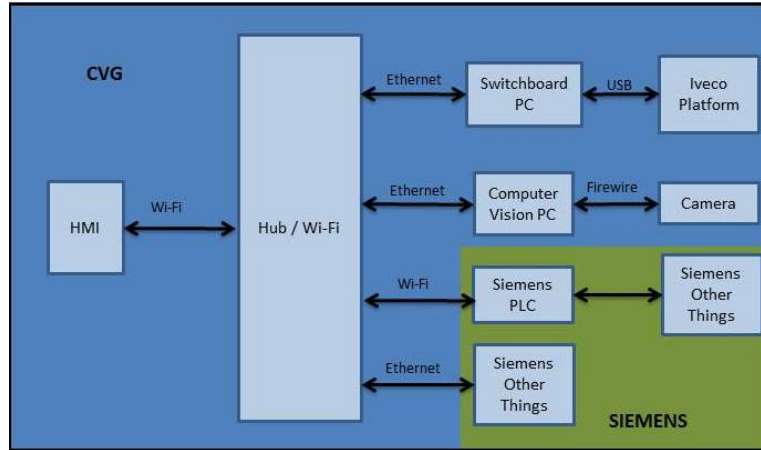 CVG
HMI
Wi-Fi
Hub / Wi-Fi
Ethernet
Switchboard
PC
USB
Iveco
Platform
Ethernet
Computer
Vision PC
Firewire
Camera
Wi-Fi
Siemens
PLC
Siemens
Other
Things
Ethernet
Siemens
Other
Things
SIEMENS